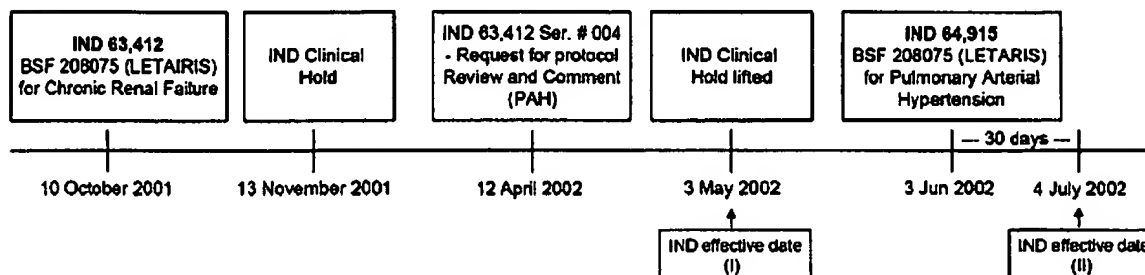 IND 63,412
BSF 208075 (LETAIRIS)
for Chronic Renal Failure
IND Clinical
Hold
IND 63,412 Ser. # 004
- Request for protocol
Review and Comment
(PAH)
IND Clinical
Hold lifted
IND 64,915
BSF 208075 (LETARIS)
for Pulmonary Arterial
Hypertension
--- 30 days ---
10 October 2001
13 November 2001
12 April 2002
3 May 2002
3 Jun 2002
4 July 2002
IND effective date
(I)
IND effective date
(II)